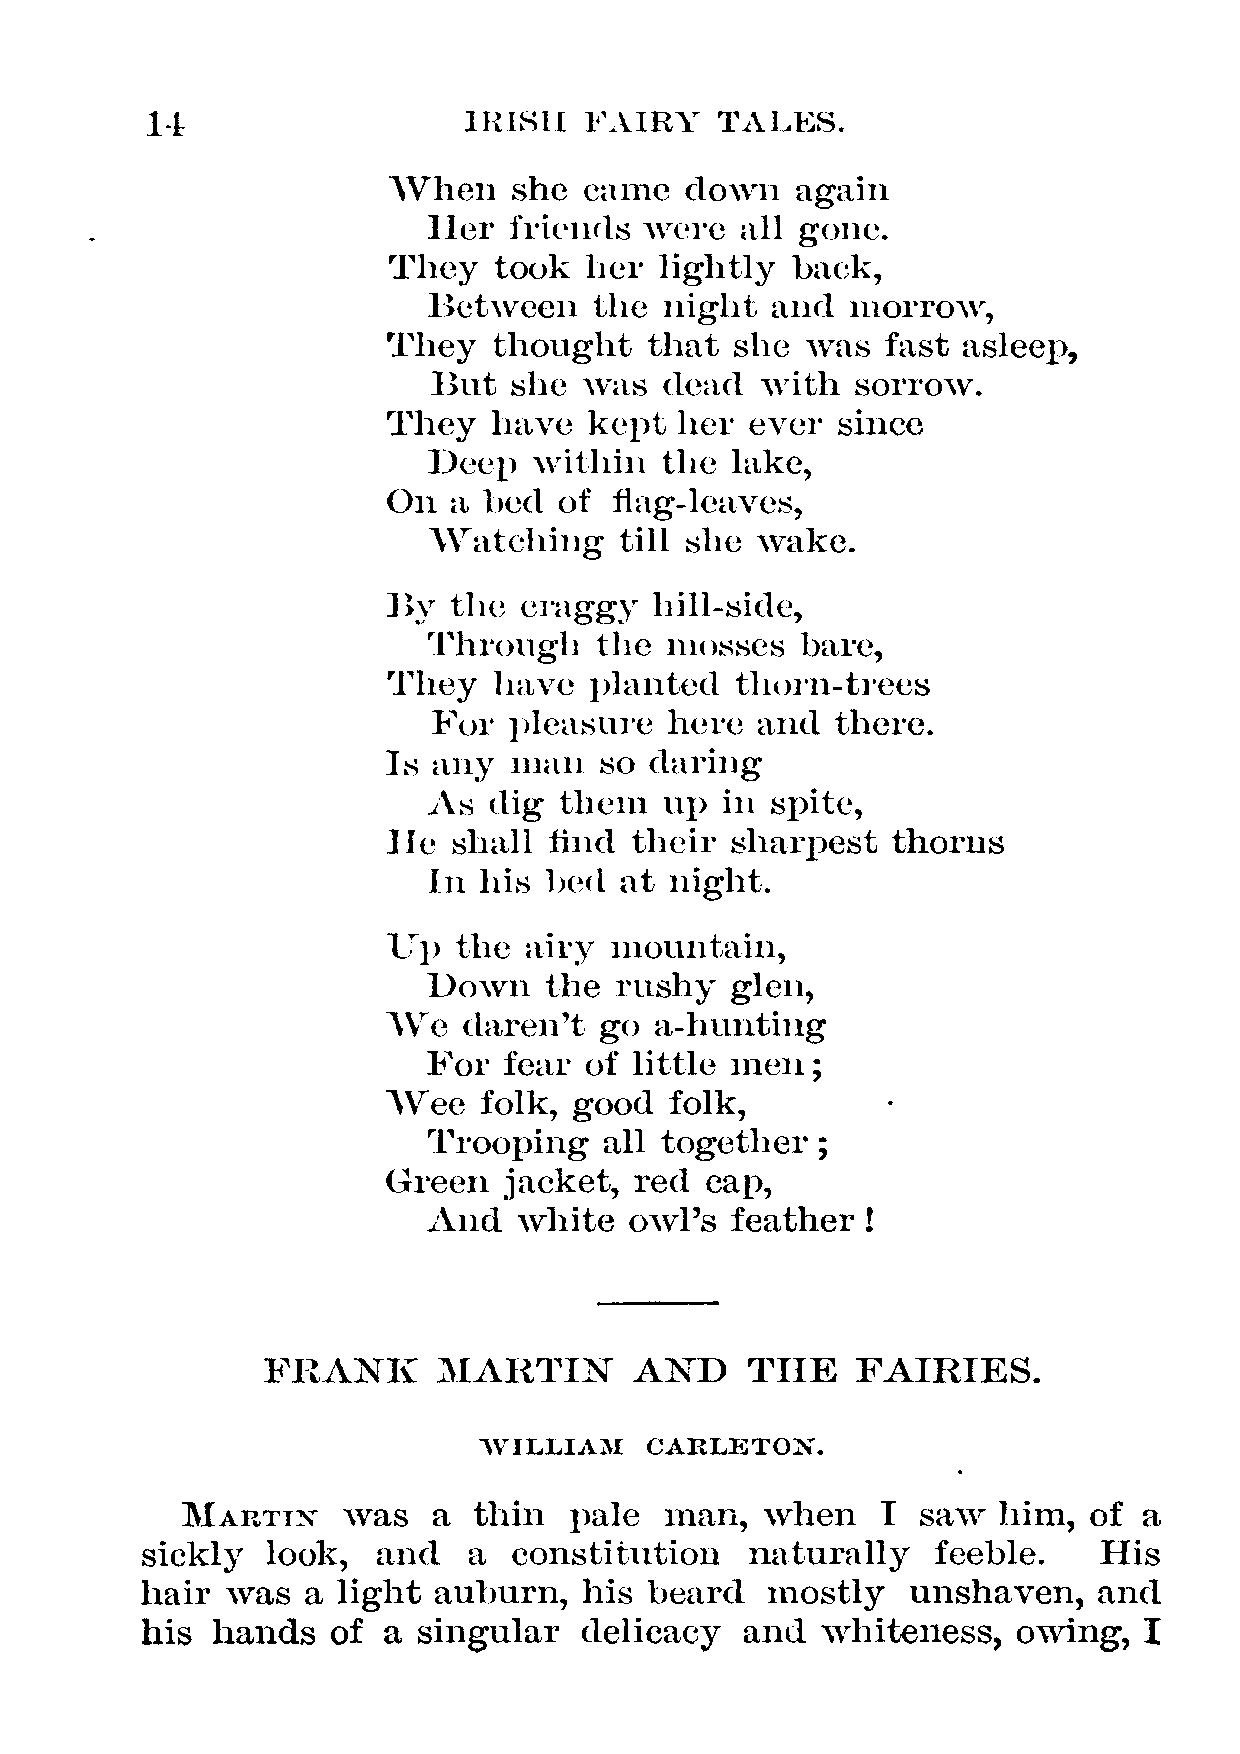 14 IRISH FAIRY TALES.
When she came down again
Her friends were all gone.
They took her lightly back,
Between the night and morrow,
They thought that she was fast asleep,
But she was dead with sorrow.
They have kept her ever since
Deep within the lake,
On a bed of flag-leaves,
Watching till she wake.
By the craggy hill-side,
Through the mosses bare,
They have planted thorn-trees
For pleasure here and there.
Is any man so daring
As dig them up in spite,
He shall find their sharpest thorns
In his bed at night.
Up the airy mountain,
Down the rushy glen,
We daren't go a-hunting
For fear of little men;
Wee folk, good folk,
Trooping all together;
Green jacket, red cap,
And white owl's feather!
FRANK MARTIN AND THE FAIRIES.
WILLIAM CARLETON.
MARTIN was a thin pale man, when I saw him, of a
sickly look, and a constitution naturally feeble. His
hair was a light auburn, his beard mostly unshaven, and
his hands of a singular delicacy and whiteness, owing, I